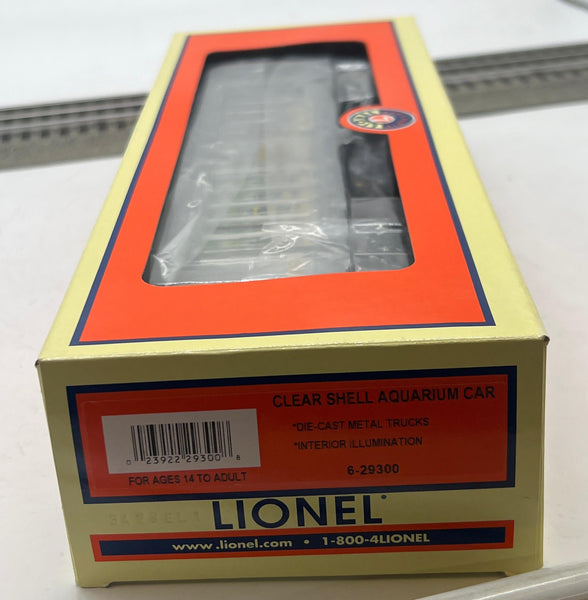 LIONEL
CLEAR SHELL AQUARIUM CAR
*DIE-CAST METAL TRUCKS
*INTERIOR ILLUMINATION
6-29300
0 23922 29300 8
FOR AGES 14 TO ADULT
LIONEL
www.lionel.com • 1-800-4LIONEL